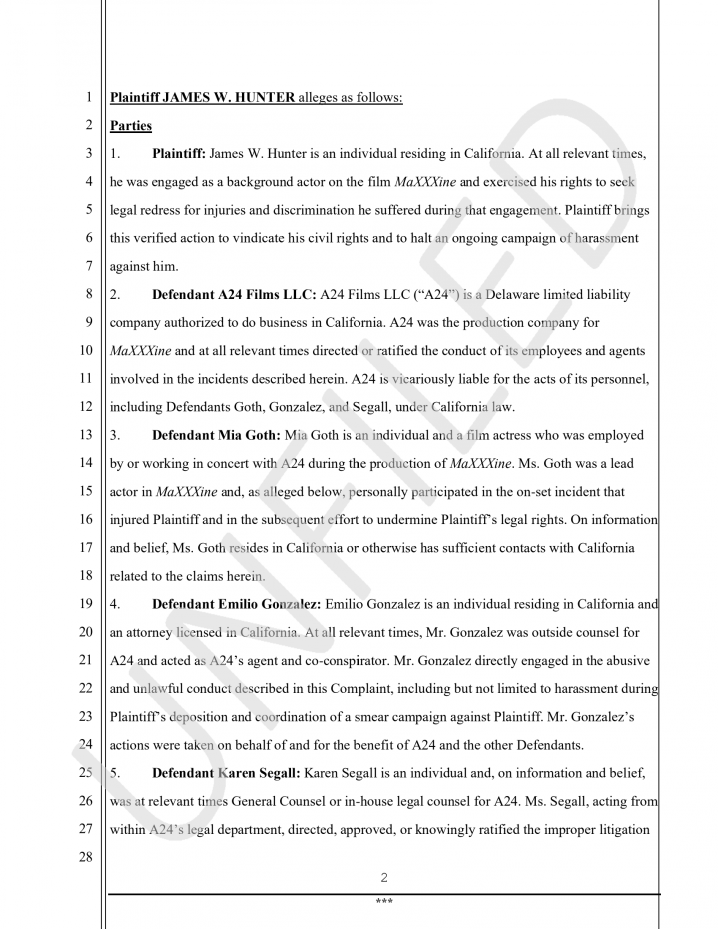 1 Plaintiff JAMES W. HUNTER alleges as follows:
2 Parties
3 1. Plaintiff: James W. Hunter is an individual residing in California. At all relevant times,
4 he was engaged as a background actor on the film MaXXXine and exercised his rights to seek
5 legal redress for injuries and discrimination he suffered during that engagement. Plaintiff brings
6 this verified action to vindicate his civil rights and to halt an ongoing campaign of harassment
7 against him.
8 2. Defendant A24 Films LLC: A24 Films LLC (“A24”) is a Delaware limited liability
9 company authorized to do business in California. A24 was the production company for
10 MaXXXine and at all relevant times directed or ratified the conduct of its employees and agents
11 involved in the incidents described herein. A24 is vicariously liable for the acts of its personnel,
12 including Defendants Goth, Gonzalez, and Segall, under California law.
13 3. Defendant Mia Goth: Mia Goth is an individual and a film actress who was employed
14 by or working in concert with A24 during the production of MaXXXine. Ms. Goth was a lead
15 actor in MaXXXine and, as alleged below, personally participated in the on-set incident that
16 injured Plaintiff and in the subsequent effort to undermine Plaintiff’s legal rights. On information
17 and belief, Ms. Goth resides in California or otherwise has sufficient contacts with California
18 related to the claims herein.
19 4. Defendant Emilio Gonzalez: Emilio Gonzalez is an individual residing in California and
20 an attorney licensed in California. At all relevant times, Mr. Gonzalez was outside counsel for
21 A24 and acted as A24’s agent and co-conspirator. Mr. Gonzalez directly engaged in the abusive
22 and unlawful conduct described in this Complaint, including but not limited to harassment during
23 Plaintiff’s deposition and coordination of a smear campaign against Plaintiff. Mr. Gonzalez’s
24 actions were taken on behalf of and for the benefit of A24 and the other Defendants.
25 5. Defendant Karen Segall: Karen Segall is an individual and, on information and belief,
26 was at relevant times General Counsel or in-house legal counsel for A24. Ms. Segall, acting from
27 within A24’s legal department, directed, approved, or knowingly ratified the improper litigation
28
2
***
UNFILED